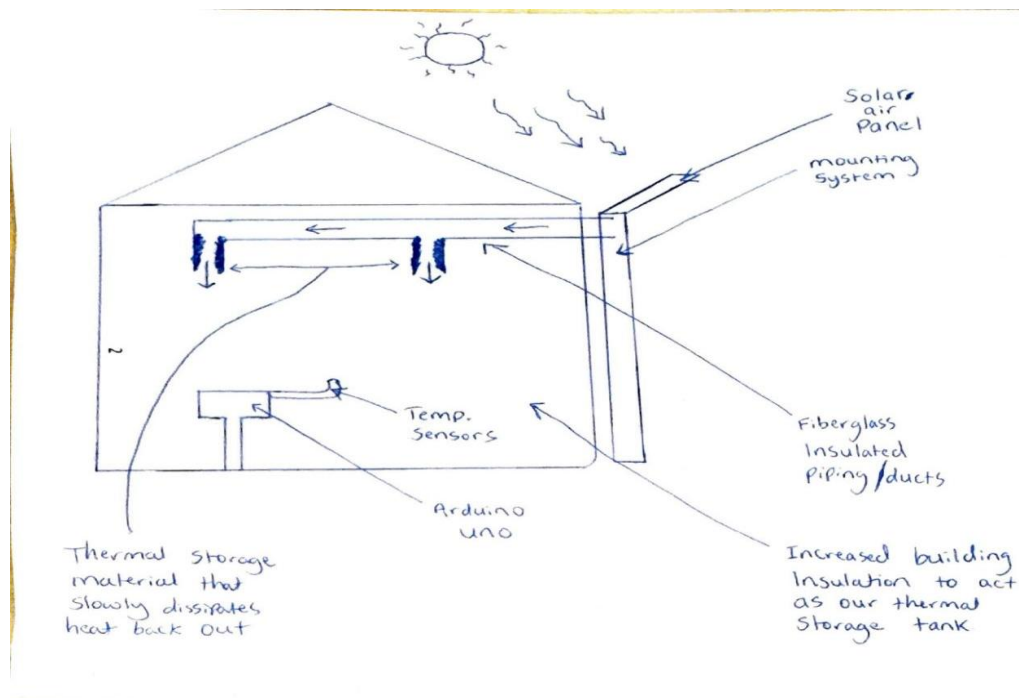 Solar
air
Panel
mounting
system
Temp.
sensors
Fiberglass
Insulated
Piping/ducts
Arduino
uno
Thermal storage
material that
slowly dissipates
heat back out
Increased building
Insulation to act
as our thermal
storage tank